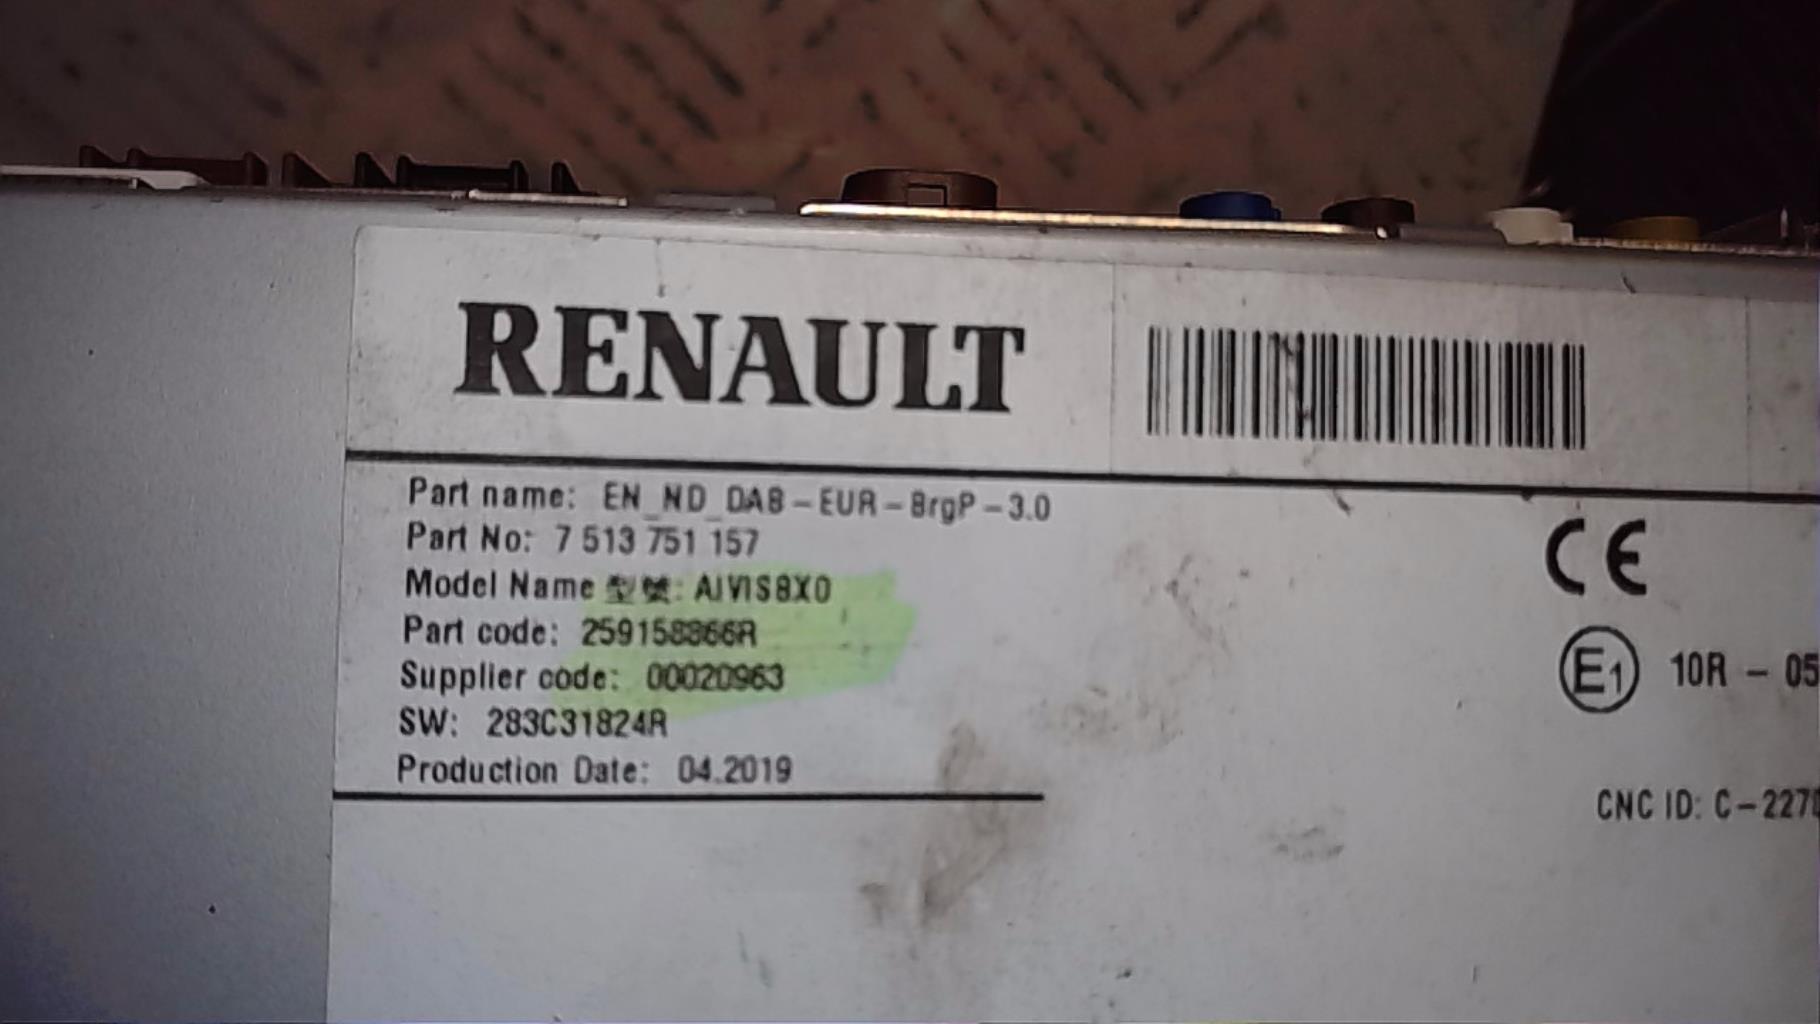 RENAULT
Part name: EN_ND_DAB-EUR-BrgP-3.0
Part No: 7 513 751 157
Model Name 型號: AIVIS8X0
Part code: 259158866R
Supplier code: 00020963
SW: 283C31824R
Production Date: 04.2019
CE
E1 10R - 05
CNC ID: C-227